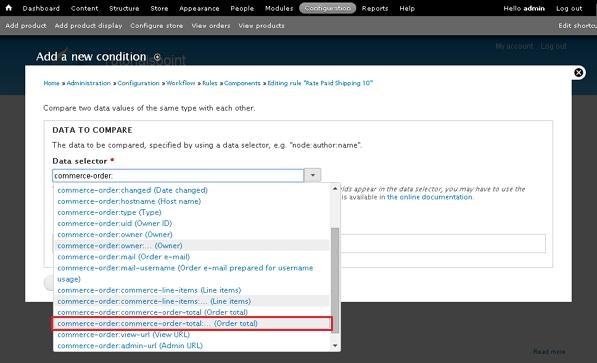 Dashboard Content Structure Store Appearance People Modules Configuration Reports Help Hello admin Log out
Add product Add product display Configure store View orders View products Edit shortcu
My account Log out
Add a new condition
Home » Administration » Configuration » Workflow » Rules » Components » Editing rule "Rate Paid Shipping 10"
Compare two data values of the same type with each other.
DATA TO COMPARE
The data to be compared, specified by using a data selector, e.g. "node:author:name".
Data selector *
commerce-order:
commerce-order:changed (Date changed)
lds appear in the data selector, you may have to use the
commerce-order:hostname (Host name)
is available in the online documentation.
commerce-order:type (Type)
commerce-order:uid (Owner ID)
commerce-order:owner (Owner)
commerce-order:owner:... (Owner)
commerce-order:mail (Order e-mail)
commerce-order:mail-username (Order e-mail prepared for username
usage)
commerce-order:commerce-line-items (Line items)
commerce-order:commerce-line-items:... (Line items)
commerce-order:commerce-order-total (Order total)
commerce-order:commerce-order-total:... (Order total)
commerce-order:view-url (View URL)
commerce-order:admin-url (Admin URL)
Read more